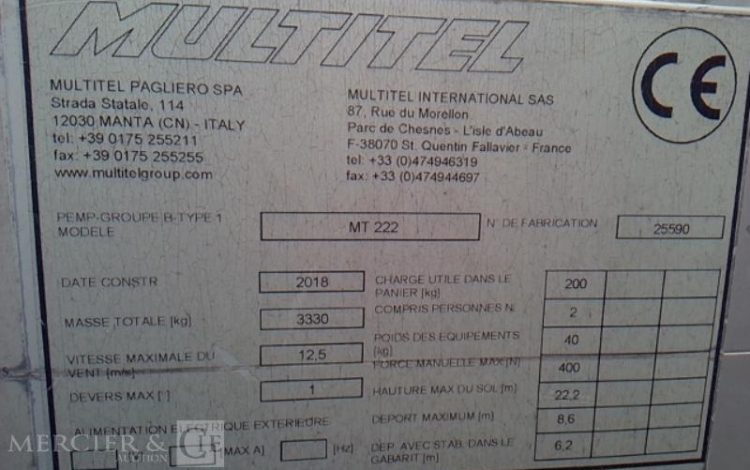 MULTITEL
MULTITEL PAGLIERO SPA
Strada Statale, 114
12030 MANTA (CN) - ITALY
tel: +39 0175 255211
fax: +39 0175 255255
www.multitelgroup.com
MULTITEL INTERNATIONAL SAS
87, Rue du Morellon
Parc de Chesnes - L'isle d'Abeau
F-38070 St. Quentin Fallavier - France
tel: +33 (0)474946319
fax: +33 (0)474944697
CE
PEMP-GROUPE B-TYPE 1
MODELE
MT 222
N° DE FABRICATION
25590
DATE CONSTR
2018
MASSE TOTALE [kg]
3330
VITESSE MAXIMALE DU
VENT [m/s]
12,5
DEVERS MAX [°]
1
CHARGE UTILE DANS LE
PANIER [kg]
200
COMPRIS PERSONNES N.
2
POIDS DES EQUIPEMENTS
[kg]
40
FORCE MANUELLE MAX [N]
400
HAUTURE MAX DU SOL [m]
22,2
DEPORT MAXIMUM [m]
8,6
DEP. AVEC STAB. DANS LE
GABARIT [m]
6,2
ALIMENTATION ELECTRIQUE EXTERIEURE
MAX A]
[Hz]
MERCIER & CIE
AUCTION